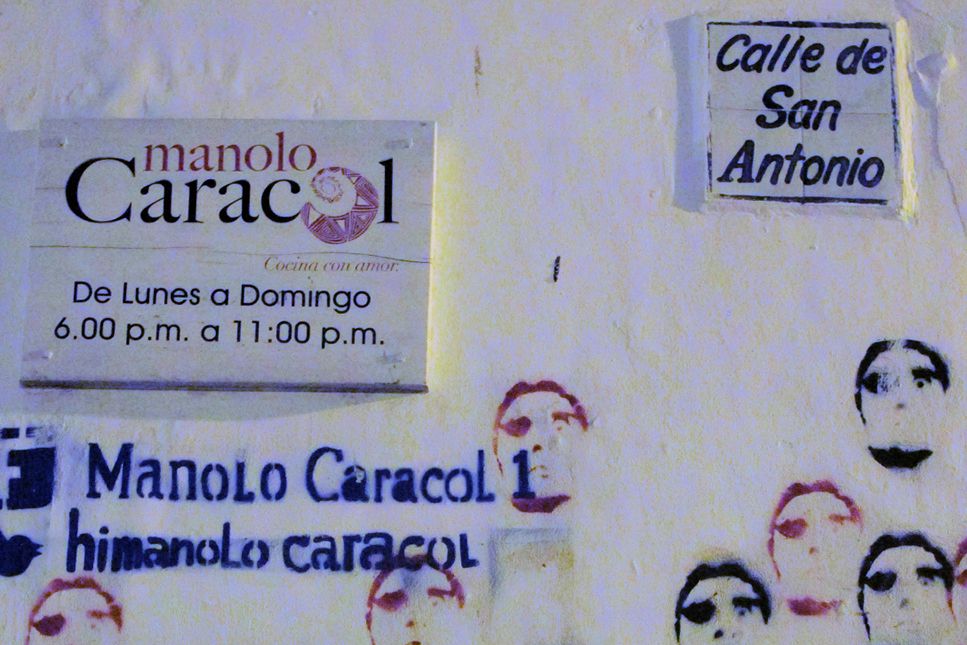 manolo
Caracol
Cocina con amor.
De Lunes a Domingo
6.00 p.m. a 11:00 p.m.
Calle de
San
Antonio
F Manolo Caracol 1
himanolo caracol